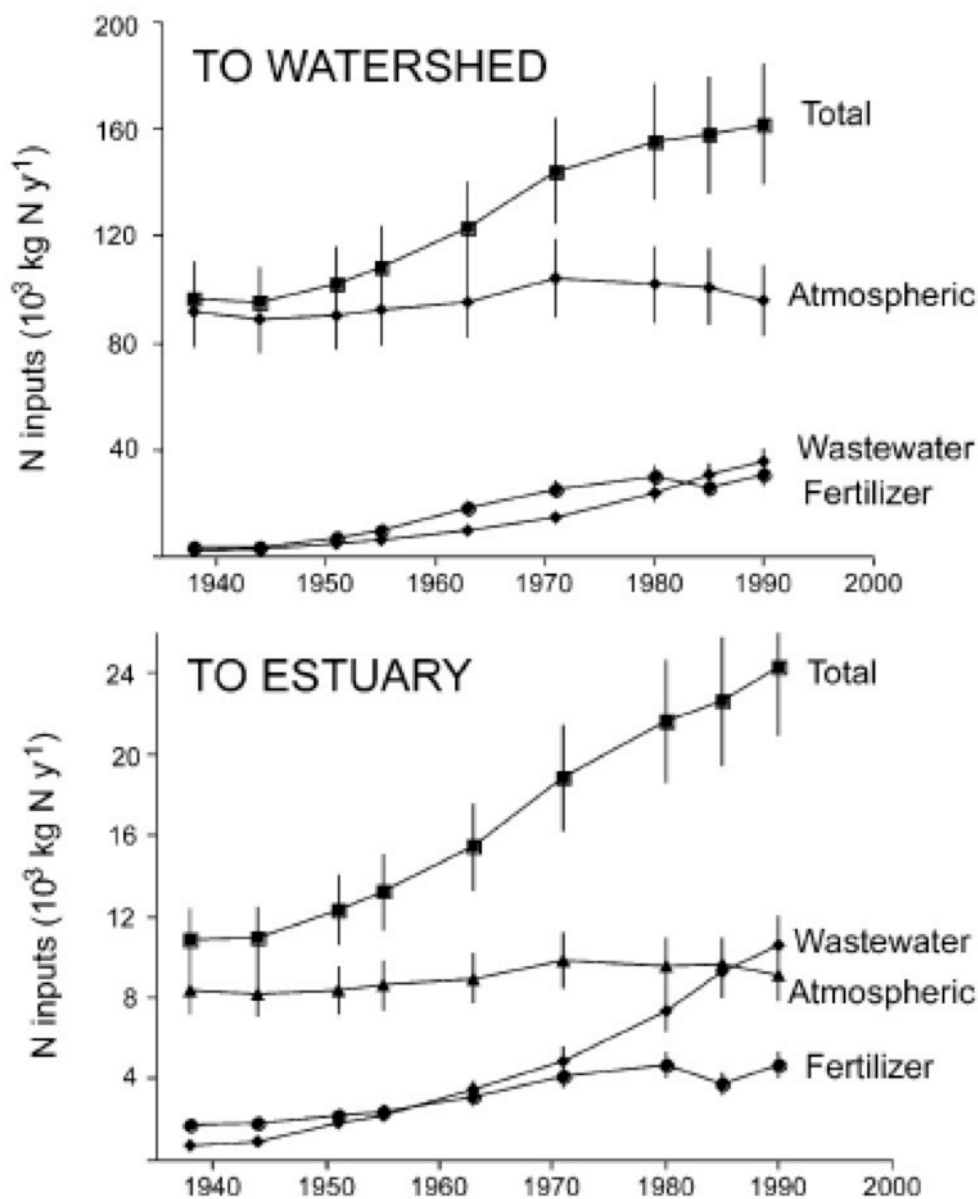 200
TO WATERSHED
Total
160
120
Atmospheric
80
40
Wastewater
Fertilizer
N inputs (10³ kg N y¹)
1940 1950 1960 1970 1980 1990 2000
TO ESTUARY
24
Total
20
16
12
Wastewater
8
Atmospheric
4
Fertilizer
N inputs (10³ kg N y¹)
1940 1950 1960 1970 1980 1990 2000